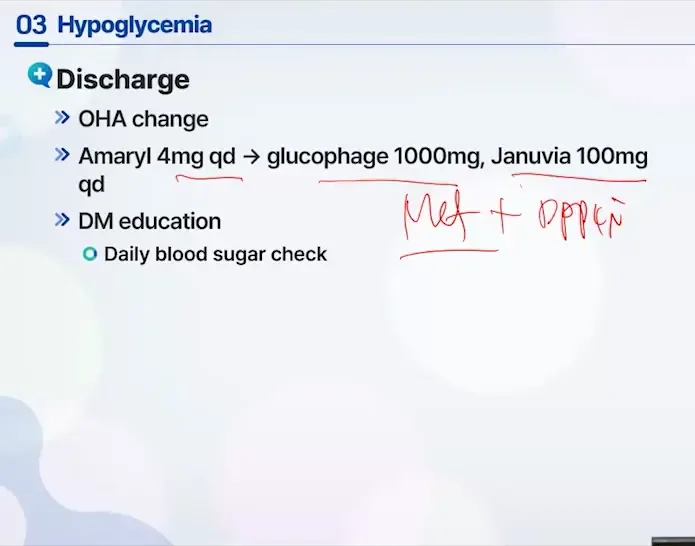 03 Hypoglycemia
Discharge
OHA change
Amaryl 4mg qd → glucophage 1000mg, Januvia 100mg
qd
Met + DPP4i
DM education
Daily blood sugar check